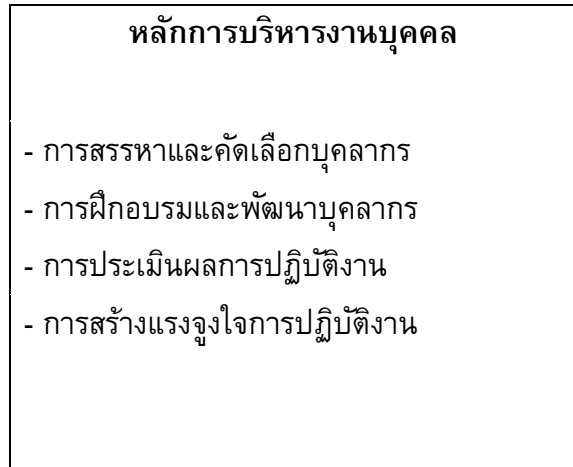 หลักการบริหารงานบุคคล
- การสรรหาและคัดเลือกบุคลากร
- การฝึกอบรมและพัฒนาบุคลากร
- การประเมินผลการปฏิบัติงาน
- การสร้างแรงจูงใจการปฏิบัติงาน